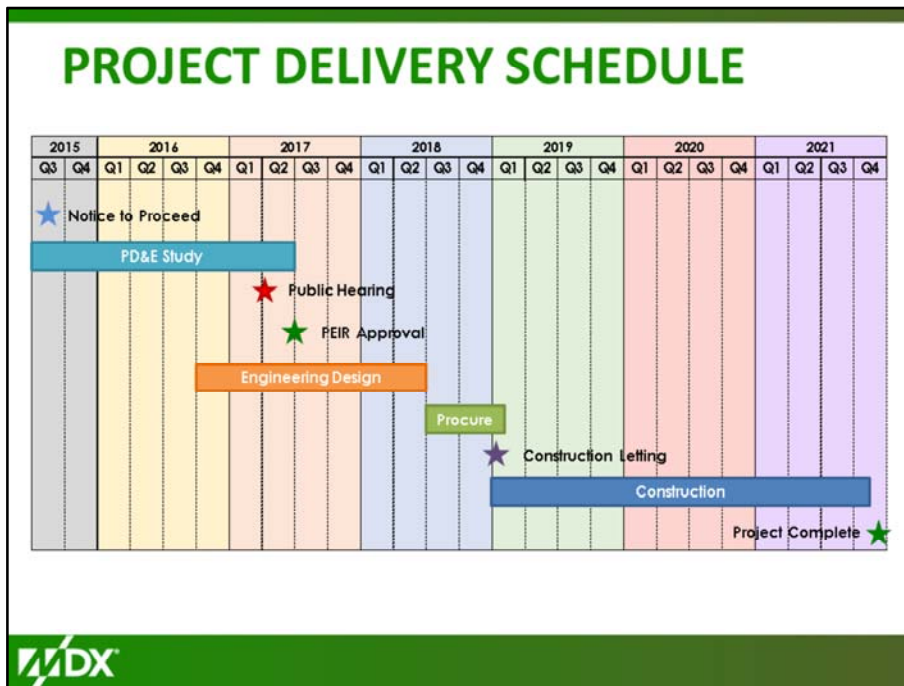 PROJECT DELIVERY SCHEDULE
2015 2016 2017 2018 2019 2020 2021
Q3 Q4 Q1 Q2 Q3 Q4 Q1 Q2 Q3 Q4 Q1 Q2 Q3 Q4 Q1 Q2 Q3 Q4 Q1 Q2 Q3 Q4 Q1 Q2 Q3 Q4
Notice to Proceed
PD&E Study
Public Hearing
PEIR Approval
Engineering Design
Procure
Construction Letting
Construction
Project Complete
MDX